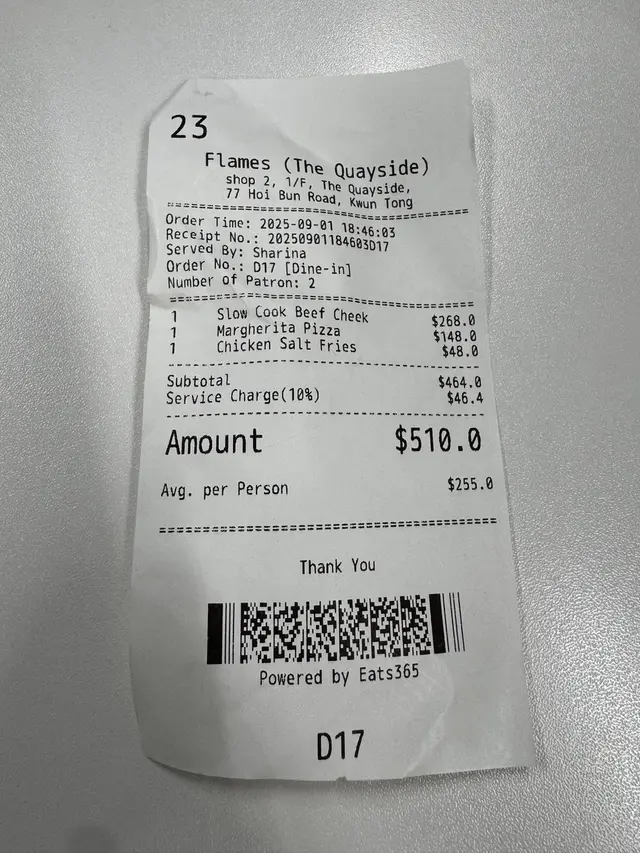 23
Flames (The Quayside)
shop 2, 1/F, The Quayside,
77 Hoi Bun Road, Kwun Tong
Order Time: 2025-09-01 18:46:03
Receipt No.: 20250901184603D17
Served By: Sharina
Order No.: D17 [Dine-in]
Number of Patron: 2
1 Slow Cook Beef Cheek $268.0
1 Margherita Pizza $148.0
1 Chicken Salt Fries $48.0
Subtotal $464.0
Service Charge(10%) $46.4
Amount $510.0
Avg. per Person $255.0
Thank You
Powered by Eats365
D17